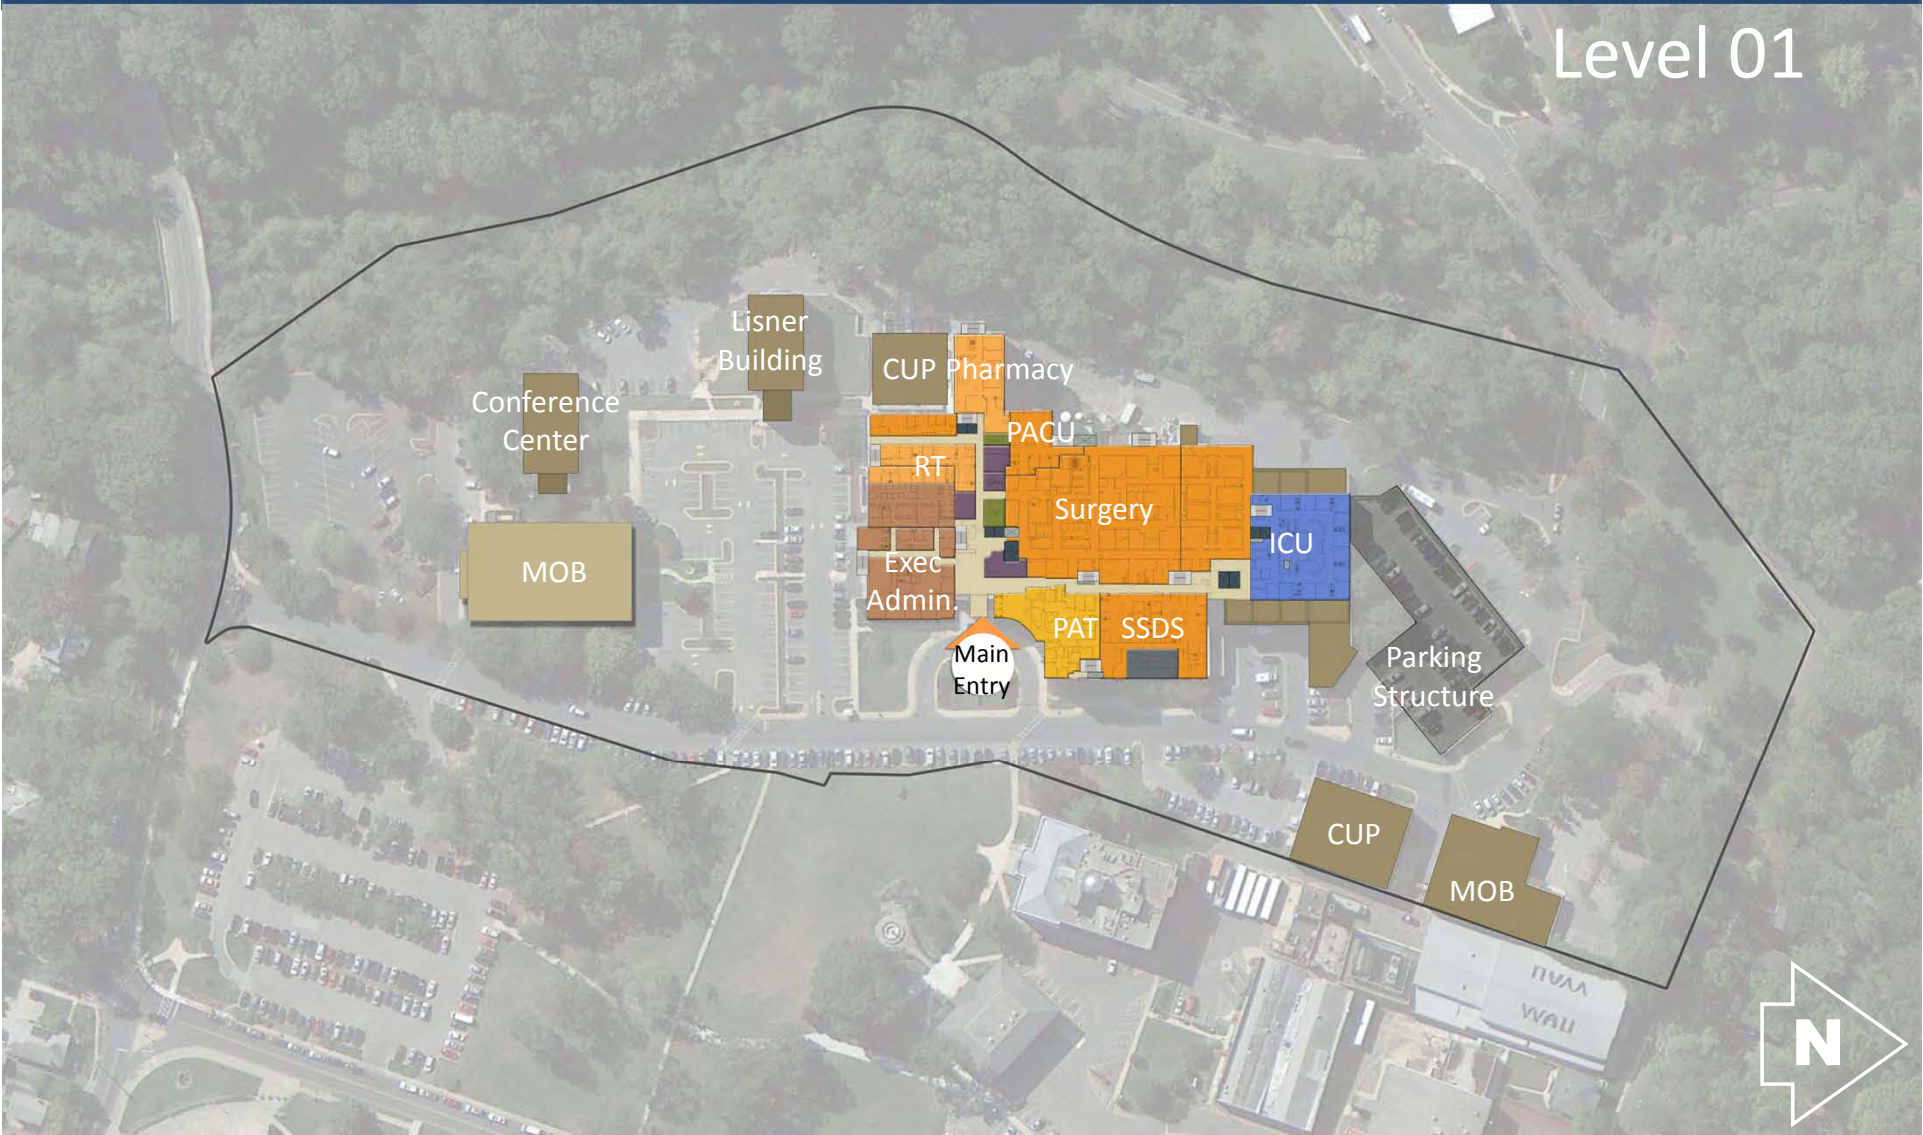 Level 01
Lisner
Building
CUP
Pharmacy
Conference
Center
PACU
RT
Surgery
ICU
MOB
Exec
Admin.
PAT
SSDS
Main
Entry
Parking
Structure
CUP
MOB
N